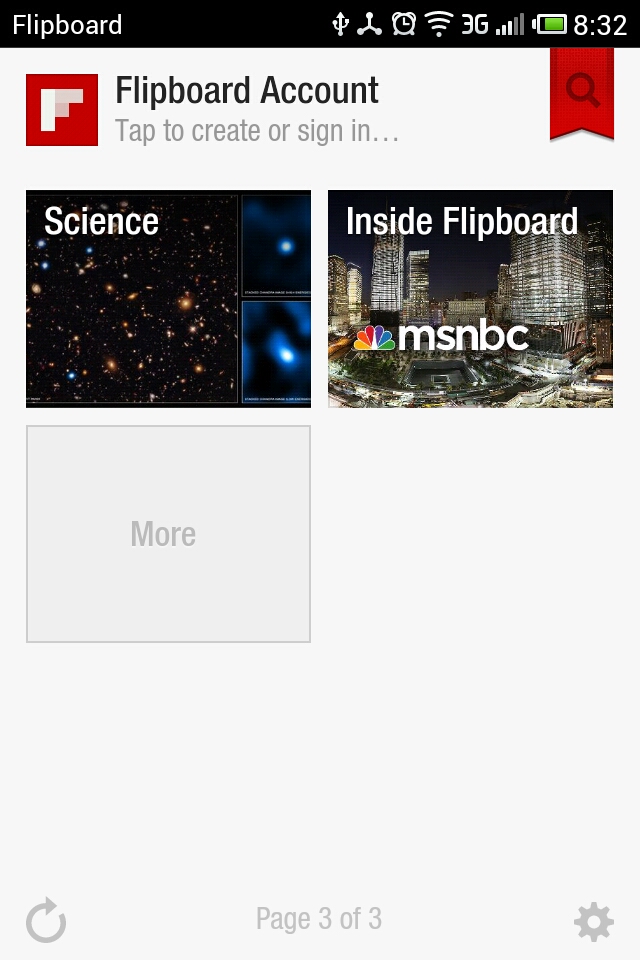 Flipboard
3G
8:32
Flipboard Account
Tap to create or sign in...
Science
Inside Flipboard
msnbc
More
Page 3 of 3